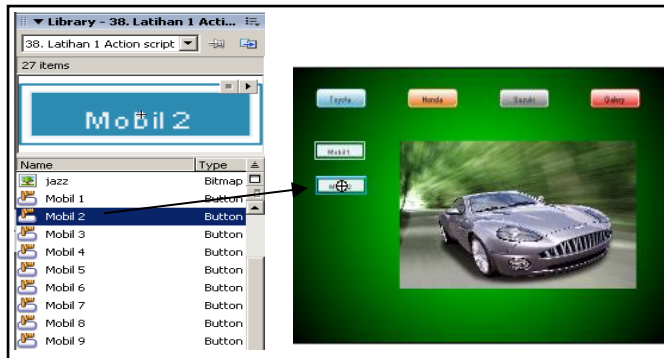 Library - 38. Latihan 1 Acti...
38. Latihan 1 Action script
27 items
Mobil 2
Name Type
jazz Bitmap
Mobil 1 Button
Mobil 2 Button
Mobil 3 Button
Mobil 4 Button
Mobil 5 Button
Mobil 6 Button
Mobil 7 Button
Mobil 8 Button
Mobil 9 Button
Toyota Honda Suzuki Galery
Mobil 1